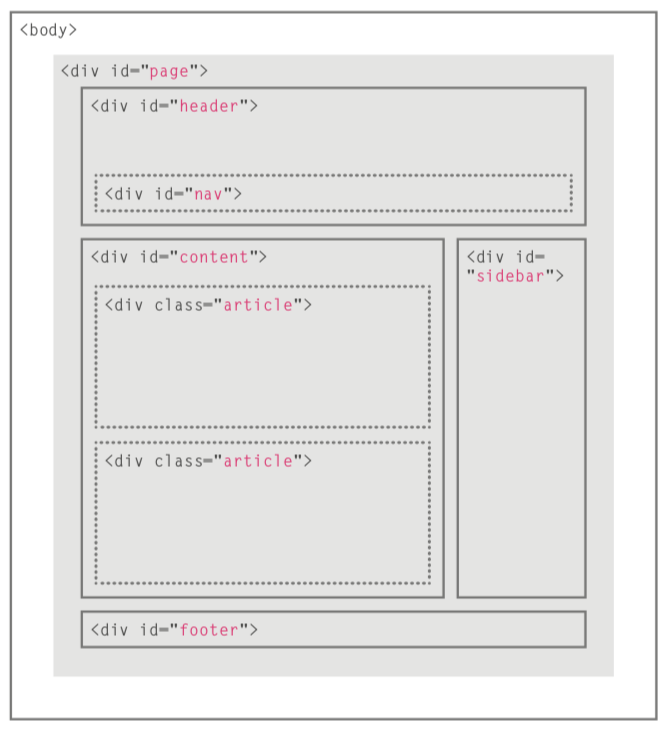 <body>
<div id="page">
<div id="header">
<div id="nav">
<div id="content">
<div class="article">
<div class="article">
<div id=
"sidebar">
<div id="footer">